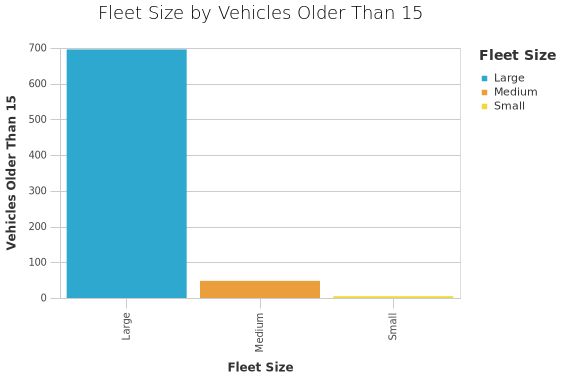 Fleet Size by Vehicles Older Than 15
Vehicles Older Than 15
700
600
500
400
300
200
100
0
Large
Medium
Small
Fleet Size
Fleet Size
Large
Medium
Small